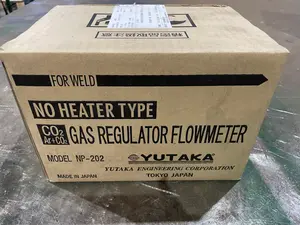 FOR WELD
NO HEATER TYPE
CO2
Ar+CO2
GAS REGULATOR FLOWMETER
MODEL NP-202
YUTAKA
YUTAKA ENGINEERING CORPORATION
MADE IN JAPAN
TOKYO JAPAN